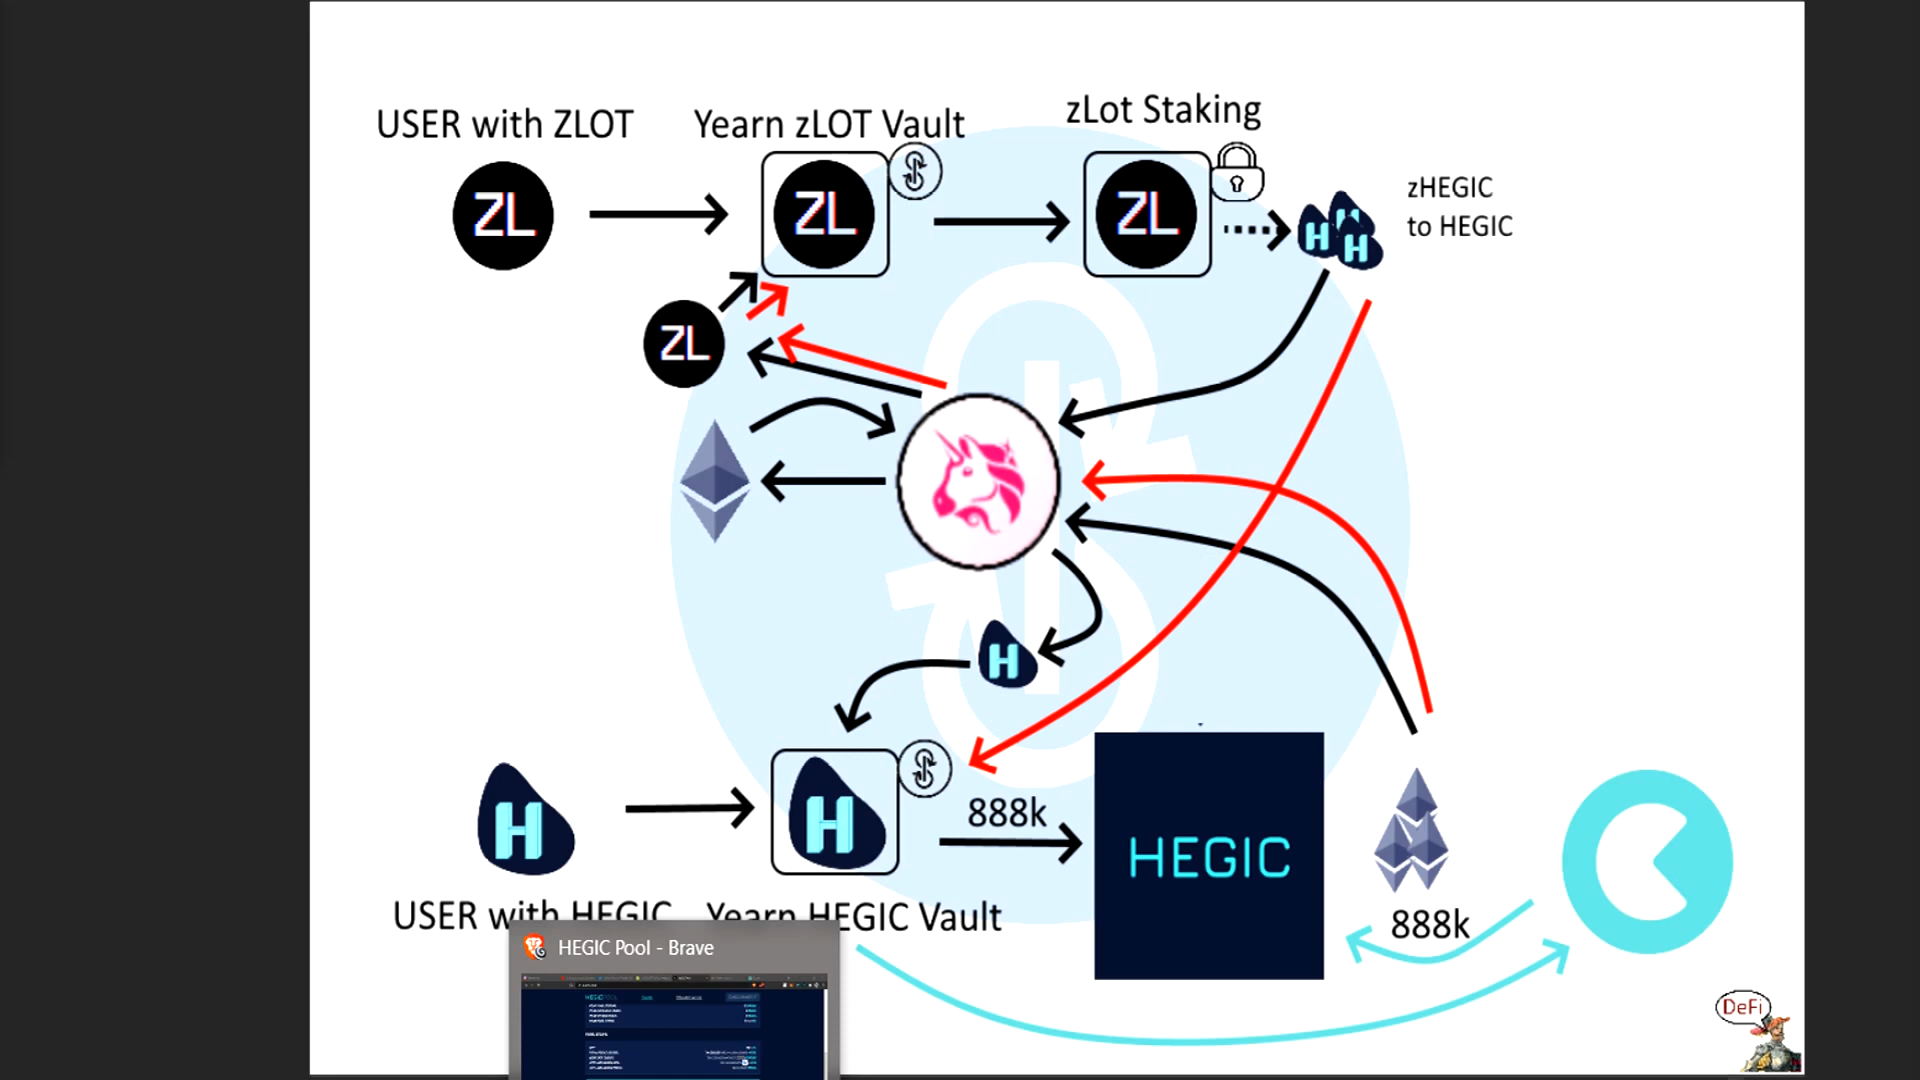 USER with ZLOT
Yearn zLOT Vault
zLot Staking
ZL
ZL
ZL
zHEGIC
to HEGIC
H
H
H
ZL
H
H
H
888k
HEGIC
888k
USER with HEGIC
Yearn HEGIC Vault
HEGIC Pool - Brave
DeFi